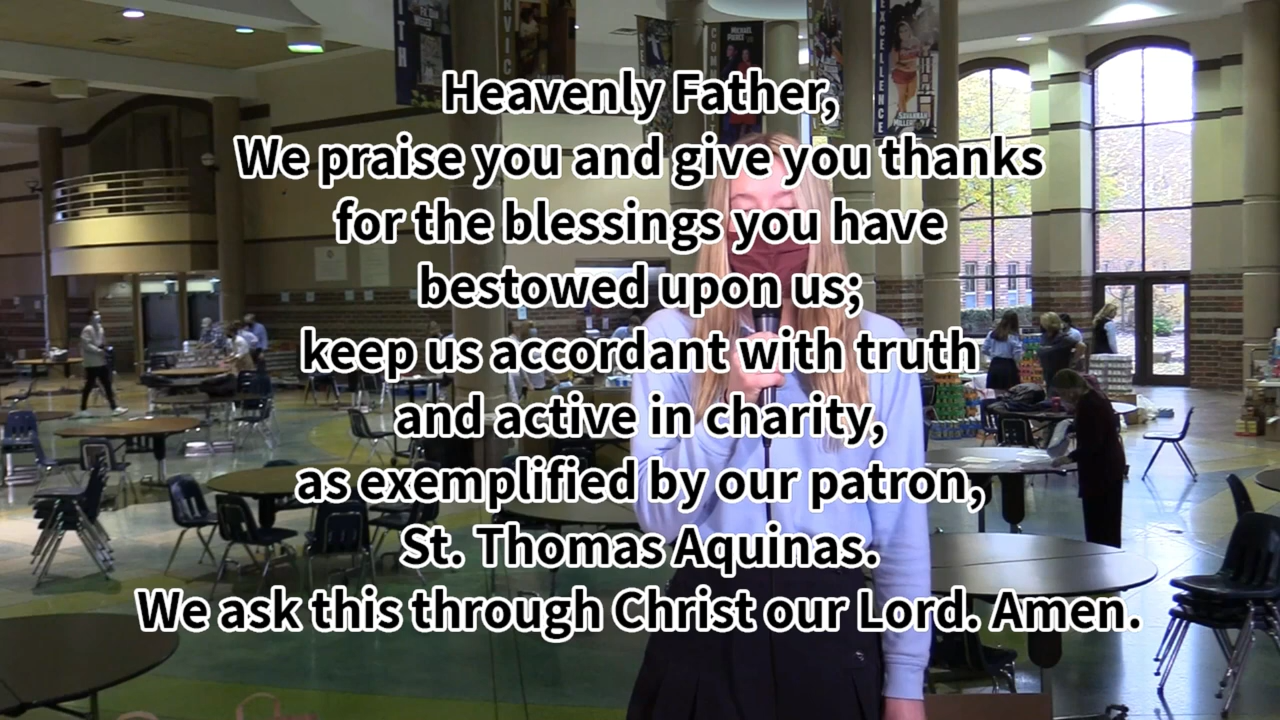 Heavenly Father,
We praise you and give you thanks
for the blessings you have
bestowed upon us;
keep us accordant with truth
and active in charity,
as exemplified by our patron,
St. Thomas Aquinas.
We ask this through Christ our Lord. Amen.
EXCELLENCE